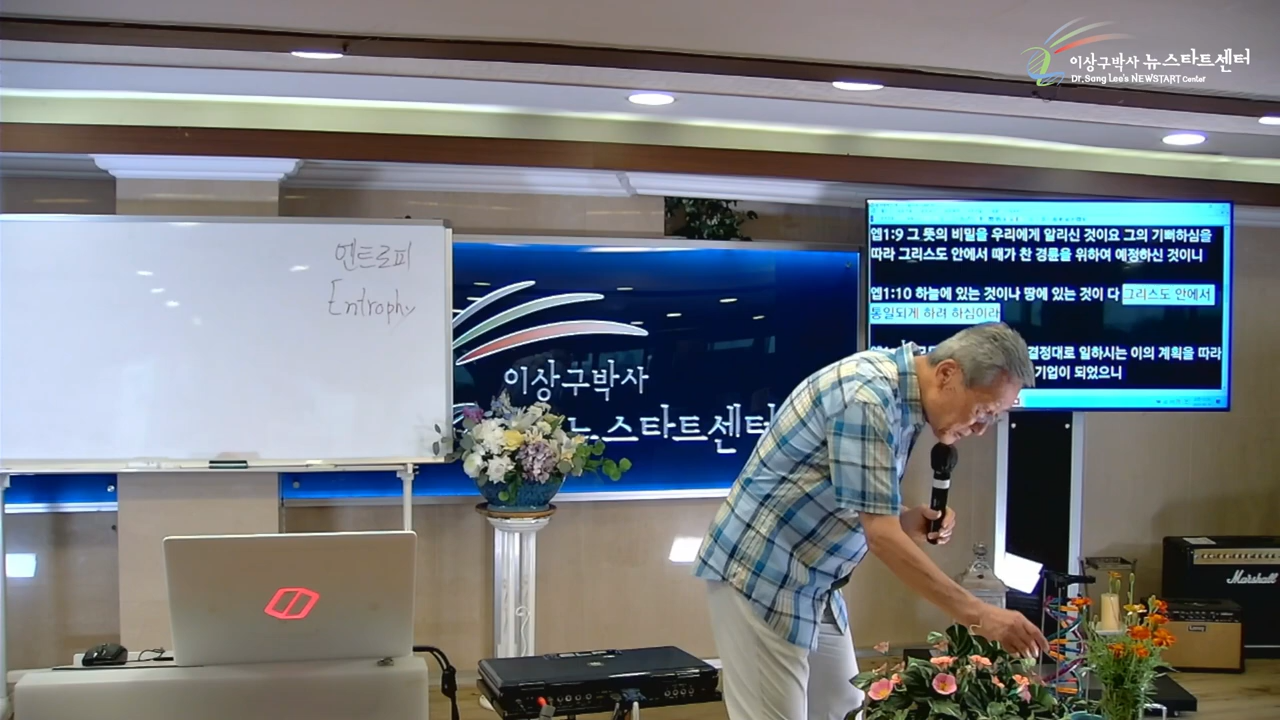 이상구박사 뉴스타트센터
Dr. Sang Lee's NEWSTART Center
엔트로피
Entrophy
이상구박사
뉴스타트센터
엡1:9 그 뜻의 비밀을 우리에게 알리신 것이요 그의 기뻐하심을
따라 그리스도 안에서 때가 찬 경륜을 위하여 예정하신 것이니
엡1:10 하늘에 있는 것이나 땅에 있는 것이 다 그리스도 안에서
통일되게 하려 하심이라
결정대로 일하시는 이의 계획을 따라
기업이 되었으니
Marshall